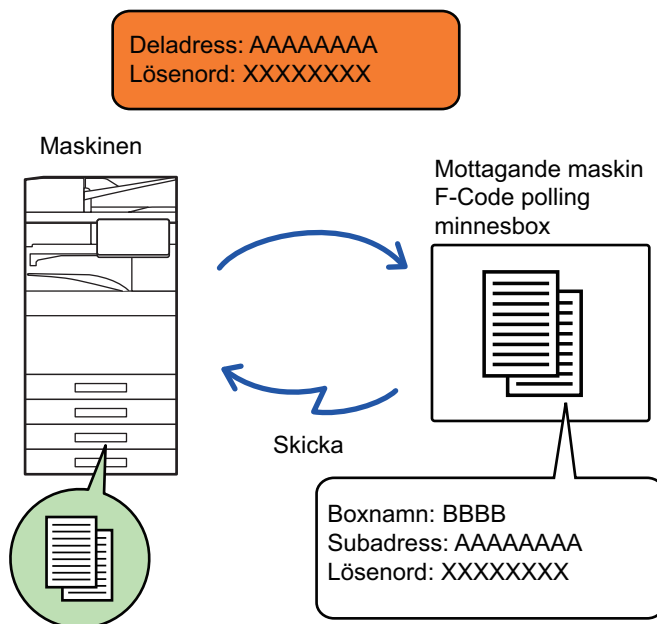 Deladress: AAAAAAAA
Lösenord: XXXXXXXX
Maskinen
Mottagande maskin
F-Code polling
minnesbox
Skicka
Boxnamn: BBBB
Subadress: AAAAAAAA
Lösenord: XXXXXXXX